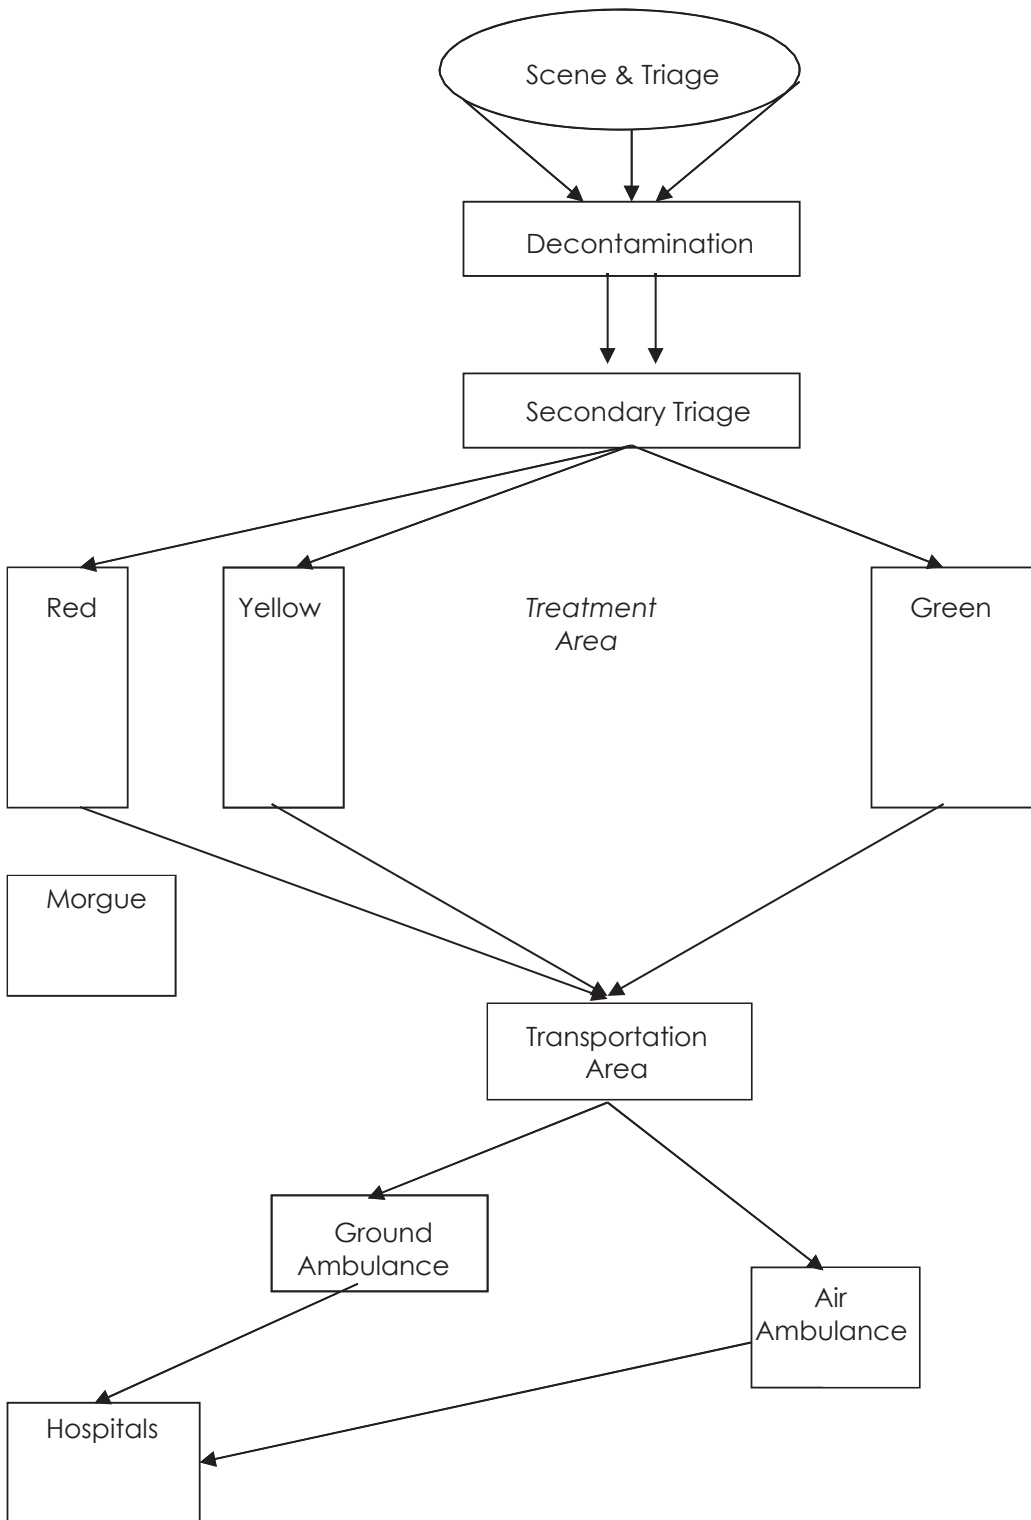 Scene & Triage
Decontamination
Secondary Triage
Red
Yellow
Treatment
Area
Green
Morgue
Transportation
Area
Ground
Ambulance
Air
Ambulance
Hospitals